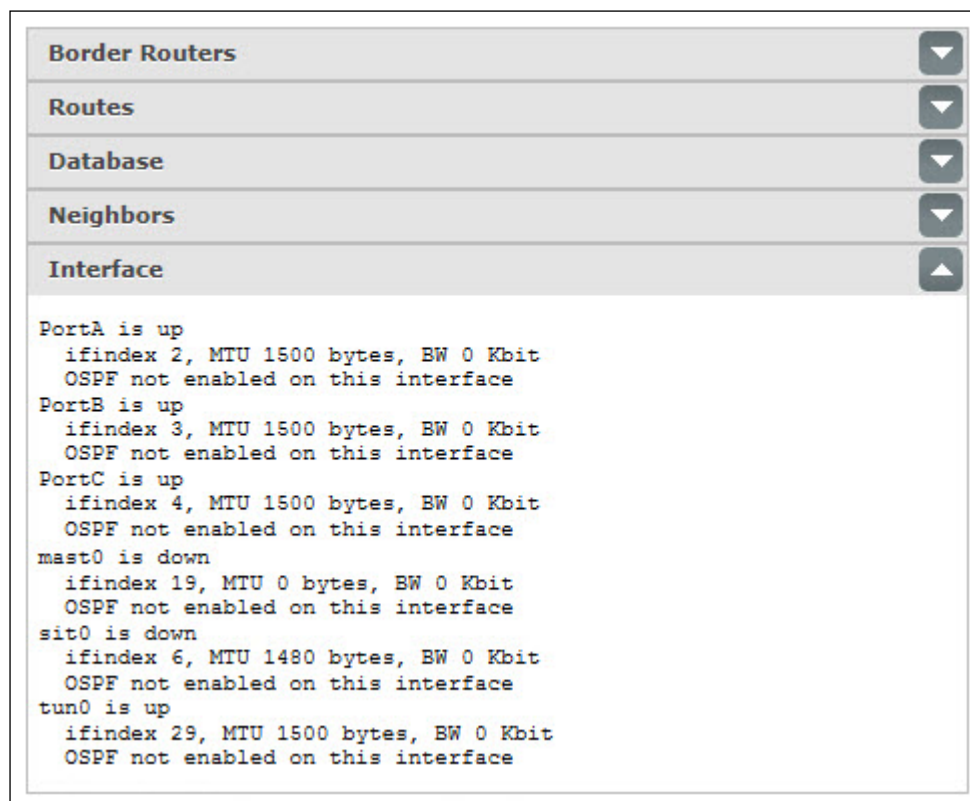 Border Routers
Routes
Database
Neighbors
Interface
PortA is up
ifindex 2, MTU 1500 bytes, BW 0 Kbit
OSPF not enabled on this interface
PortB is up
ifindex 3, MTU 1500 bytes, BW 0 Kbit
OSPF not enabled on this interface
PortC is up
ifindex 4, MTU 1500 bytes, BW 0 Kbit
OSPF not enabled on this interface
mast0 is down
ifindex 19, MTU 0 bytes, BW 0 Kbit
OSPF not enabled on this interface
sit0 is down
ifindex 6, MTU 1480 bytes, BW 0 Kbit
OSPF not enabled on this interface
tun0 is up
ifindex 29, MTU 1500 bytes, BW 0 Kbit
OSPF not enabled on this interface